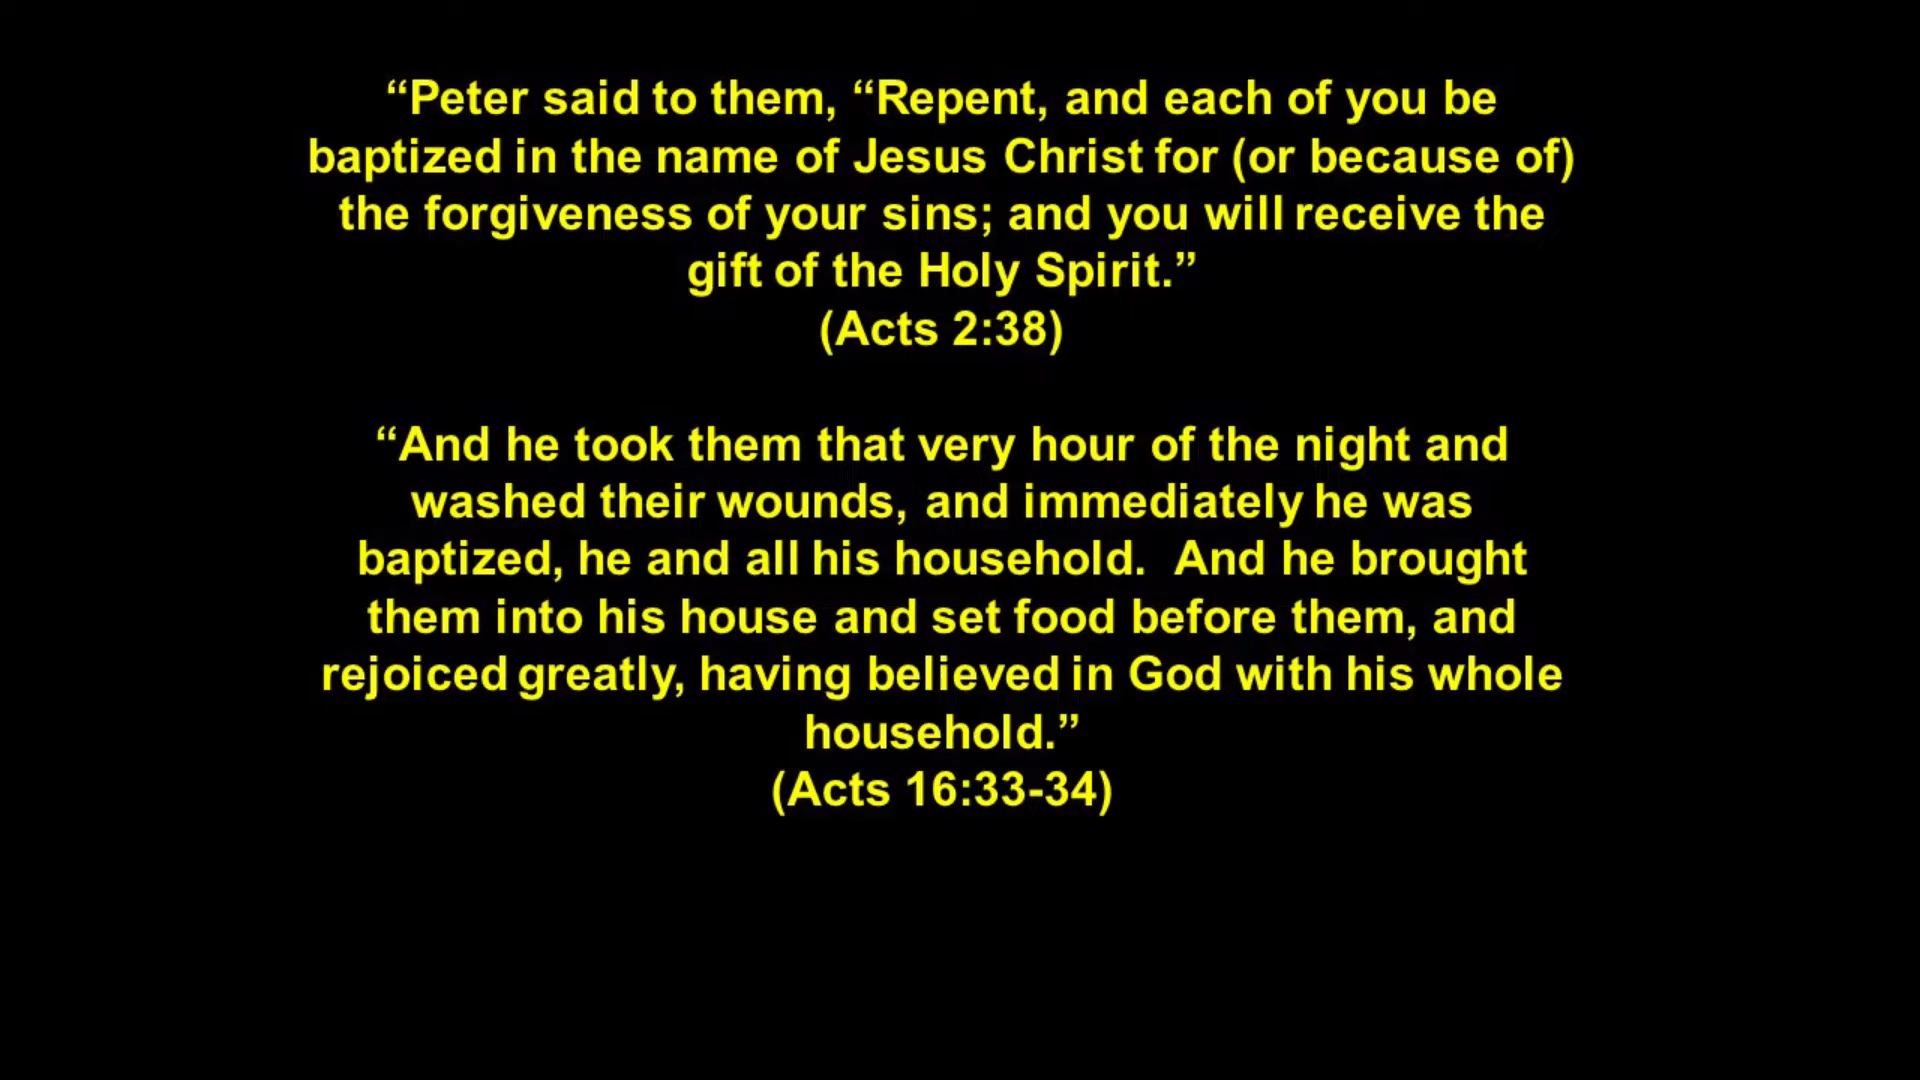 “Peter said to them, “Repent, and each of you be
baptized in the name of Jesus Christ for (or because of)
the forgiveness of your sins; and you will receive the
gift of the Holy Spirit.”
(Acts 2:38)
“And he took them that very hour of the night and
washed their wounds, and immediately he was
baptized, he and all his household.  And he brought
them into his house and set food before them, and
rejoiced greatly, having believed in God with his whole
household.”
(Acts 16:33-34)